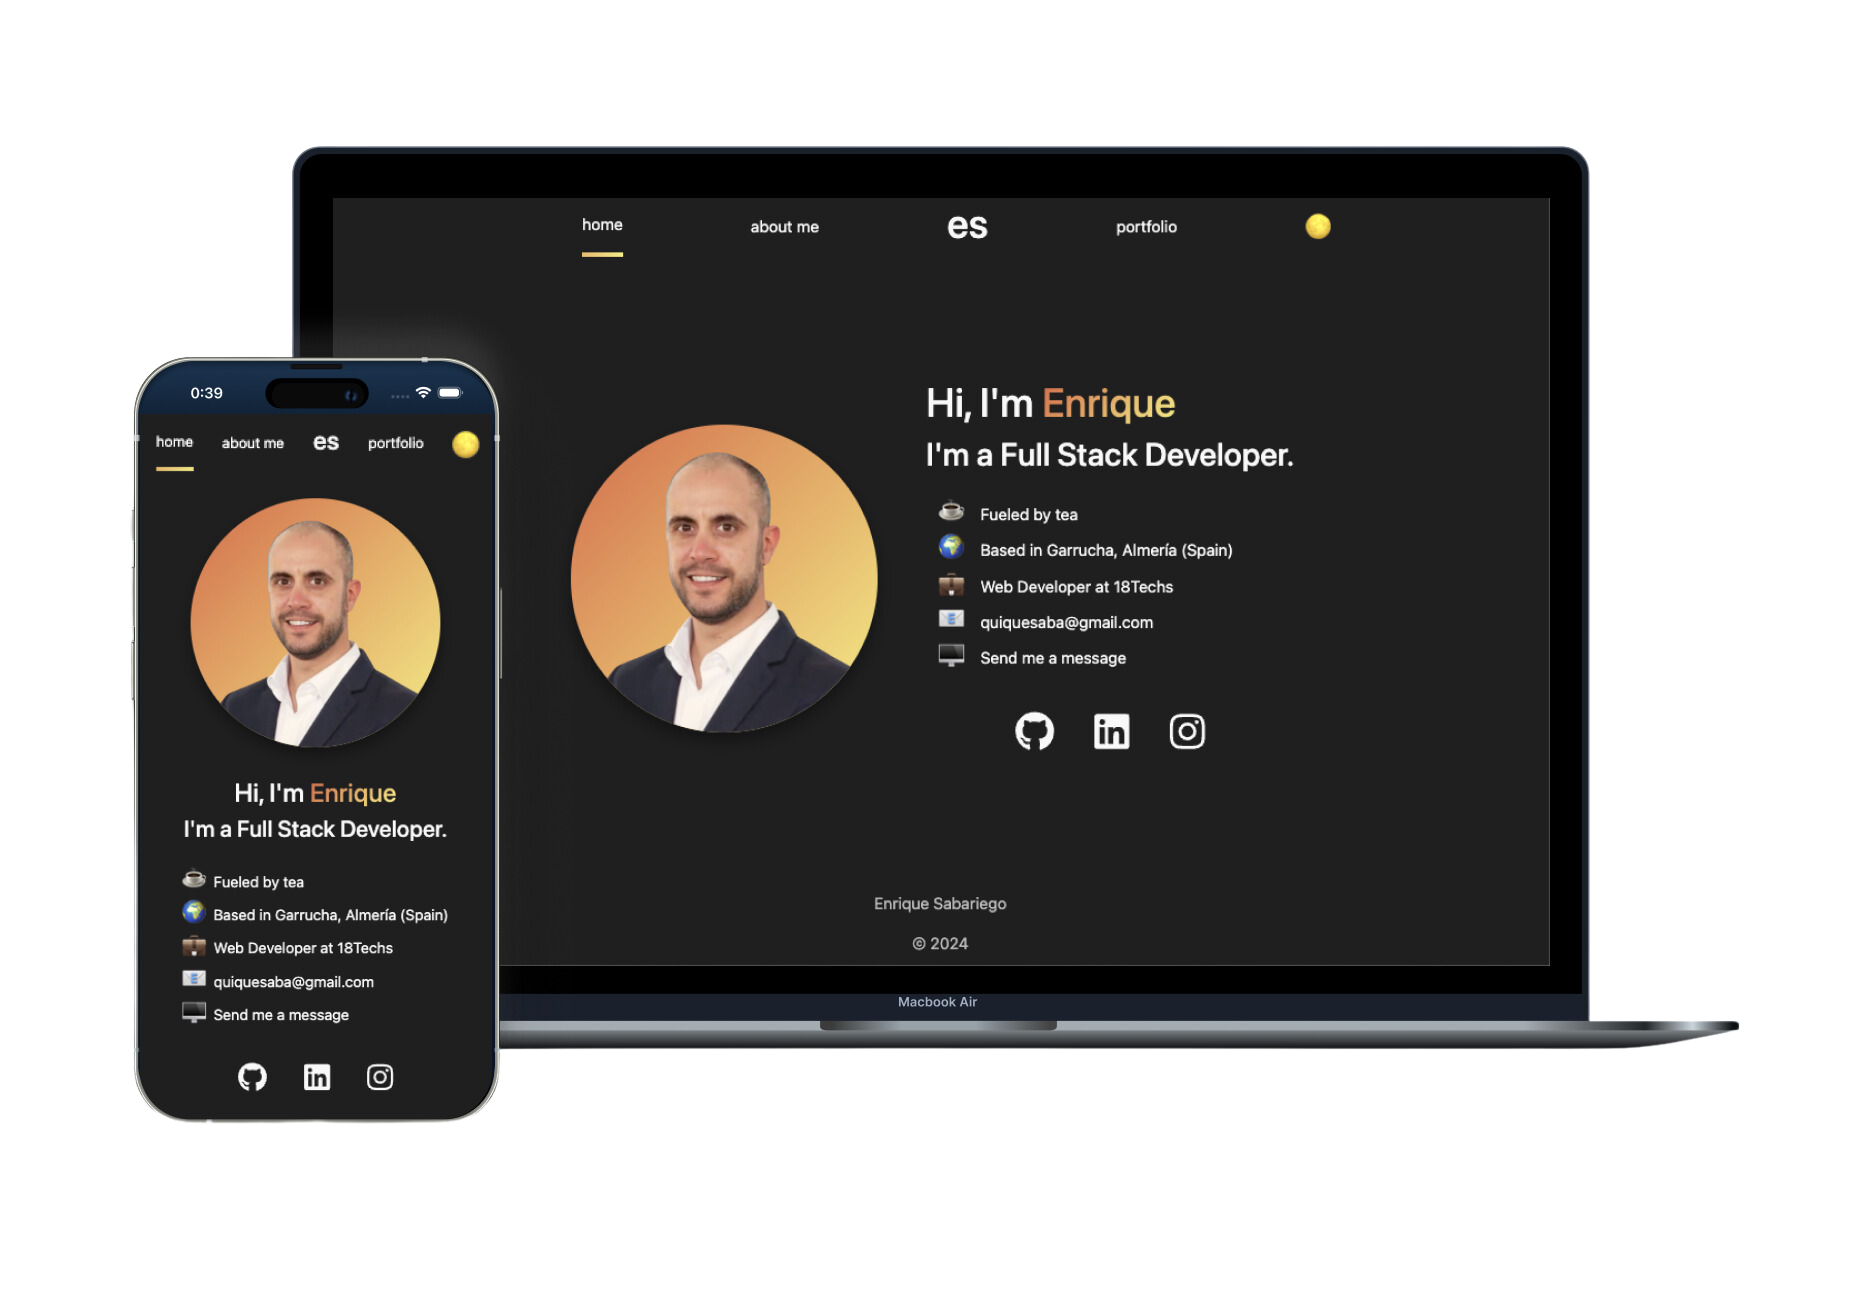 home about me es portfolio
Hi, I'm Enrique
I'm a Full Stack Developer.
Fueled by tea
Based in Garrucha, Almería (Spain)
Web Developer at 18Techs
quiquesaba@gmail.com
Send me a message
in
Enrique Sabariego
© 2024
Macbook Air
0:39
home about me es portfolio
Hi, I'm Enrique
I'm a Full Stack Developer.
Fueled by tea
Based in Garrucha, Almería (Spain)
Web Developer at 18Techs
quiquesaba@gmail.com
Send me a message
in